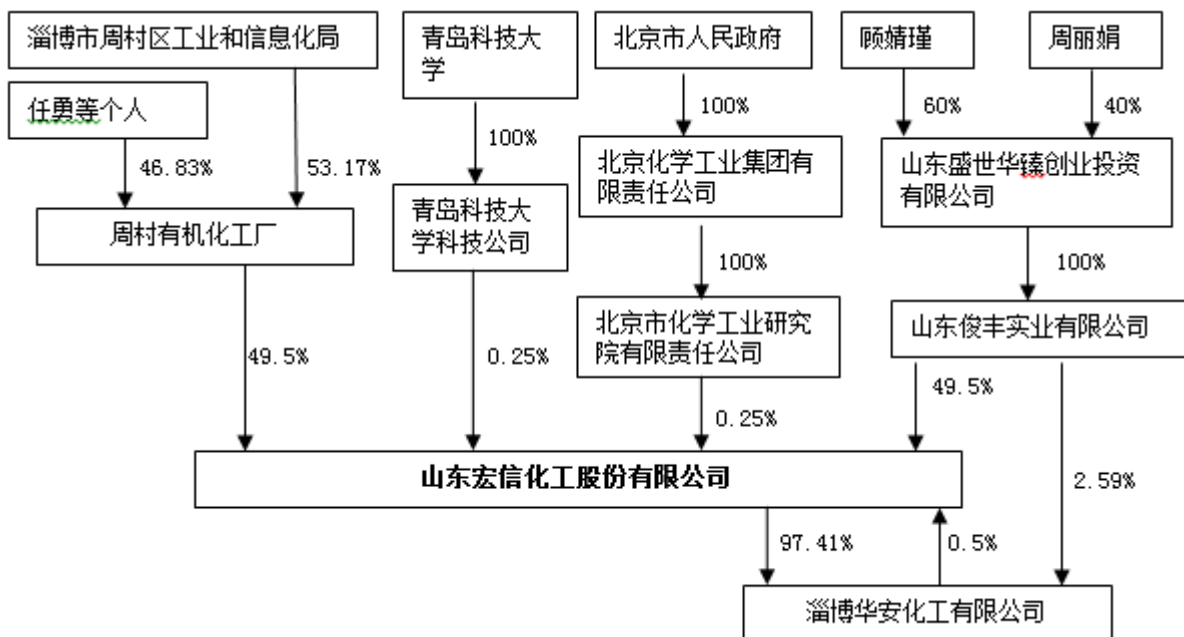 淄博市周村区工业和信息化局
青岛科技大
学
北京市人民政府
顾婧瑾
周丽娟
任勇等个人
100%
60%
40%
46.83%
53.17%
100%
北京化学工业集团有
限责任公司
山东盛世华臻创业投资
有限公司
周村有机化工厂
青岛科技大
学科技公司
100%
100%
北京市化学工业研究
院有限责任公司
山东俊丰实业有限公司
49.5%
0.25%
49.5%
0.25%
山东宏信化工股份有限公司
2.59%
97.41%
0.5%
淄博华安化工有限公司